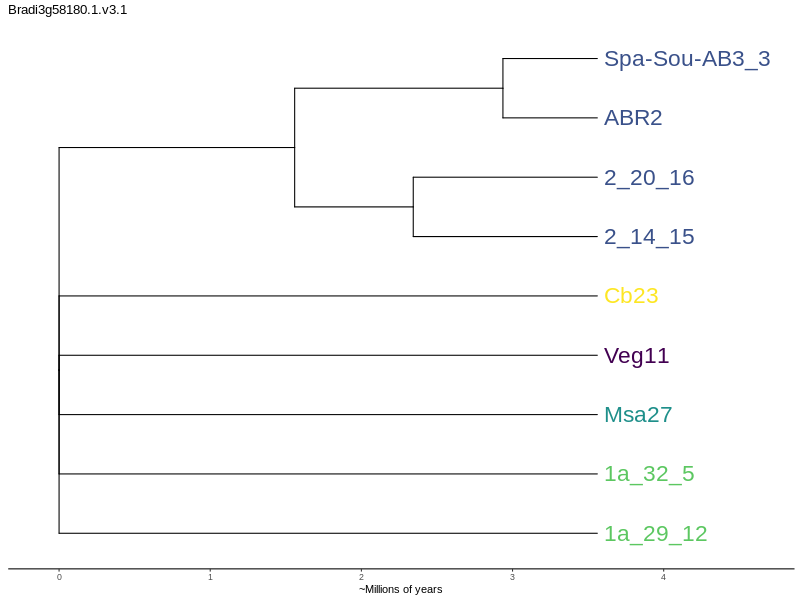 Bradi3g58180.1.v3.1
Spa-Sou-AB3_3
ABR2
2_20_16
2_14_15
Cb23
Veg11
Msa27
1a_32_5
1a_29_12
0 1 2 3 4
~Millions of years